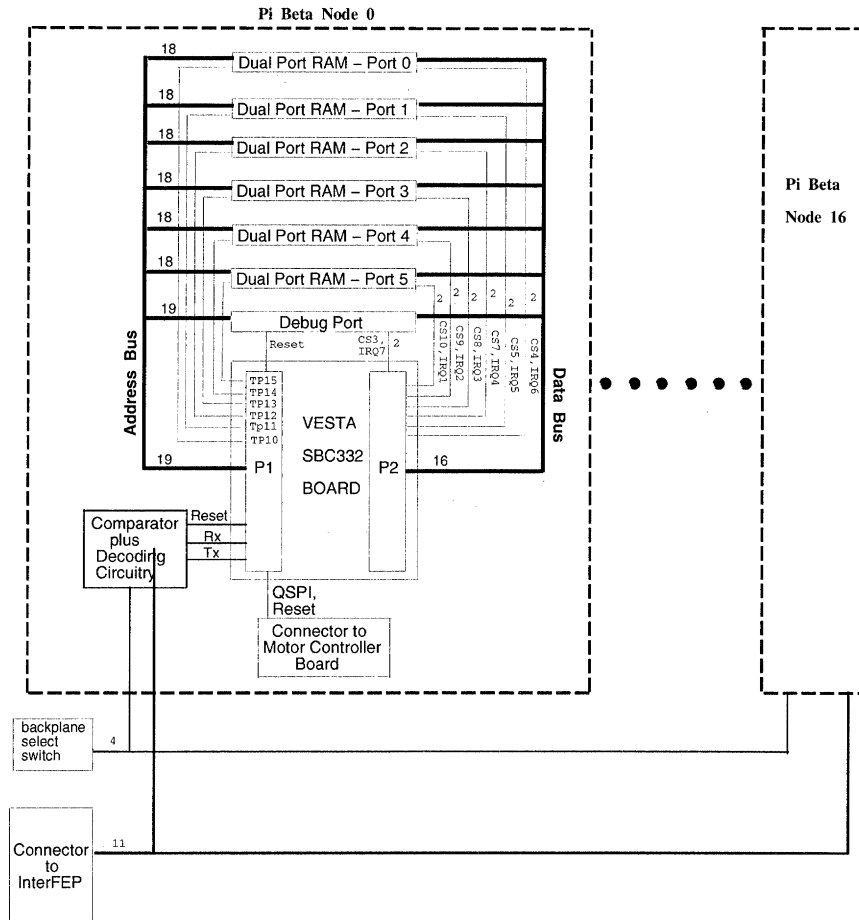 Pi Beta Node 0
18
Dual Port RAM – Port 0
18
Dual Port RAM – Port 1
18
Dual Port RAM – Port 2
18
Dual Port RAM – Port 3
18
Dual Port RAM – Port 4
18
Dual Port RAM – Port 5
19
Debug Port
2
2
2
2
2
2
Reset
CS3,
IRQ7
2
CS10,IRQ1
CS9,IRQ2
CS8,IRQ3
CS7,IRQ4
CS5,IRQ5
CS4,IRQ6
Address Bus
Data Bus
TP15
TP14
TP13
TP12
Tp11
TP10
P1
VESTA
SBC332
BOARD
P2
19
16
Comparator
plus
Decoding
Circuitry
Reset
Rx
Tx
QSPI,
Reset
Connector to
Motor Controller
Board
Pi Beta
Node 16
backplane
select
switch
4
Connector
to
InterFEP
11